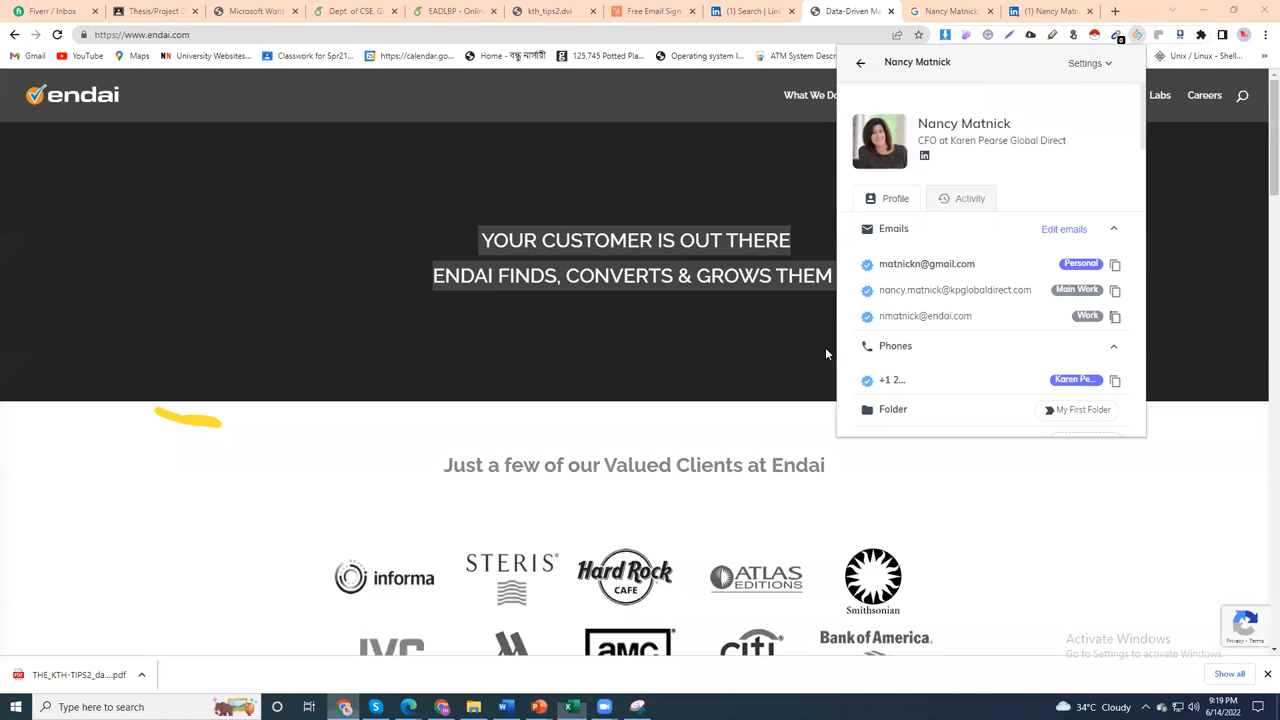 Fiverr / Inbox
Thesis/Project C
Microsoft Word
Dept. of CSE, G
EADLBP - Online
kth_tips2.dvi
Free Email Sign
(1) Search | Link
Data-Driven Ma
Nancy Matnick
(1) Nancy Matn
https://www.endai.com
Gmail
YouTube
Maps
NN University Websites...
Classwork for Spr21...
https://calendar.go...
Home - বন্ধু নার্সারী
125,745 Potted Pla...
Operating system i...
ATM System Descri
Unix / Linux - Shell...
endai
What We Do
Labs
Careers
YOUR CUSTOMER IS OUT THERE
ENDAI FINDS, CONVERTS & GROWS THEM
Nancy Matnick
Settings
Nancy Matnick
CFO at Karen Pearse Global Direct
Profile
Activity
Emails
Edit emails
matnickn@gmail.com
Personal
nancy.matnick@kpglobaldirect.com
Main Work
nmatnick@endai.com
Work
Phones
+1 2...
Karen Pe...
Folder
My First Folder
Just a few of our Valued Clients at Endai
informa
STERIS®
Hard Rock
CAFE
ATLAS
EDITIONS
Smithsonian
JVC
AMC
citi
Bank of America.
Privacy - Terms
Activate Windows
Go to Settings to activate Windows.
THE_KTH-TIPS2_da....pdf
Show all
Type here to search
34°C Cloudy
9:19 PM
6/14/2022